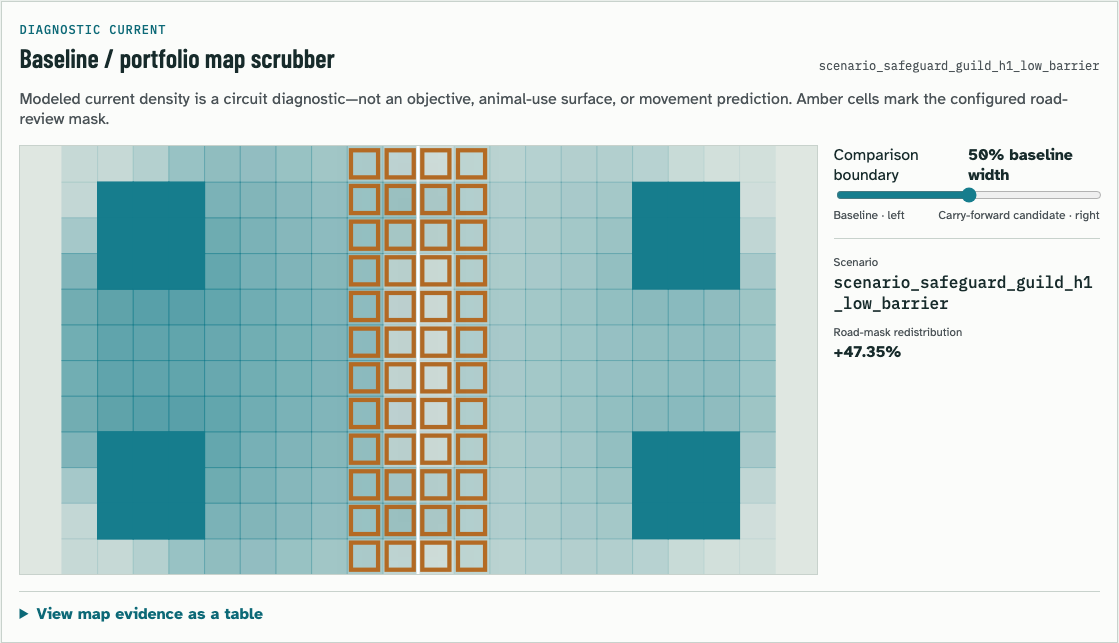 DIAGNOSTIC CURRENT
Baseline / portfolio map scrubber
scenario_safeguard_guild_h1_low_barrier
Modeled current density is a circuit diagnostic—not an objective, animal-use surface, or movement prediction. Amber cells mark the configured road-
review mask.
Comparison boundary
50% baseline width
Baseline · left
Carry-forward candidate · right
Scenario
scenario_safeguard_guild_h1
_low_barrier
Road-mask redistribution
+47.35%
▶ View map evidence as a table